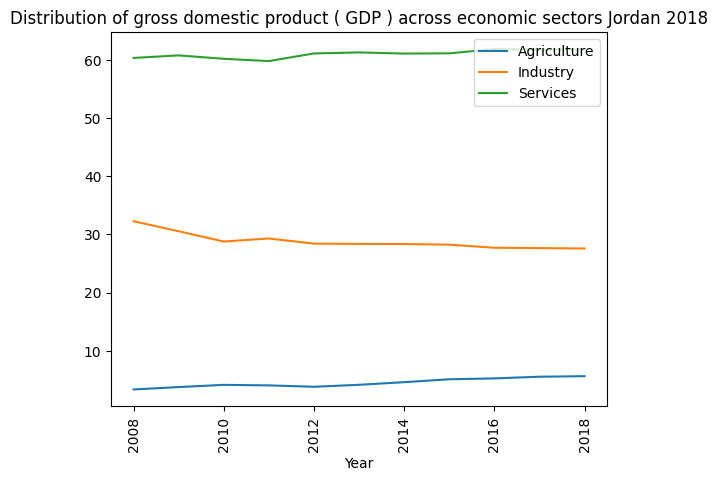 Distribution of gross domestic product ( GDP ) across economic sectors Jordan 2018
Agriculture
Industry
Services
60
50
40
30
20
10
2008
2010
2012
2014
2016
2018
Year